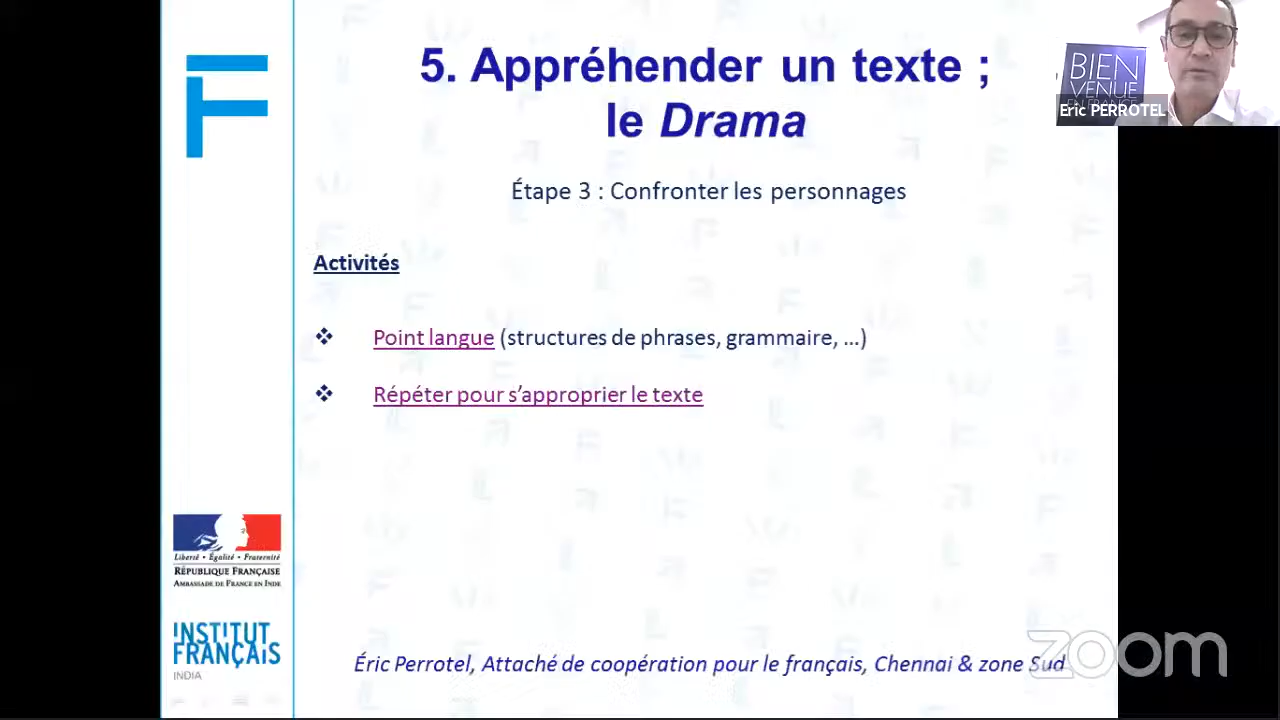 5. Appréhender un texte ;
le Drama
BIEN
VENUE
EN FRANCE
Eric PERROTEL
Étape 3 : Confronter les personnages
Activités
❖ Point langue (structures de phrases, grammaire, ...)
❖ Répéter pour s’approprier le texte
Liberté • Égalité • Fraternité
RÉPUBLIQUE FRANÇAISE
AMBASSADE DE FRANCE EN INDE
INSTITUT
FRANÇAIS
INDIA
Éric Perrotel, Attaché de coopération pour le français, Chennai & zone Sud
zoom